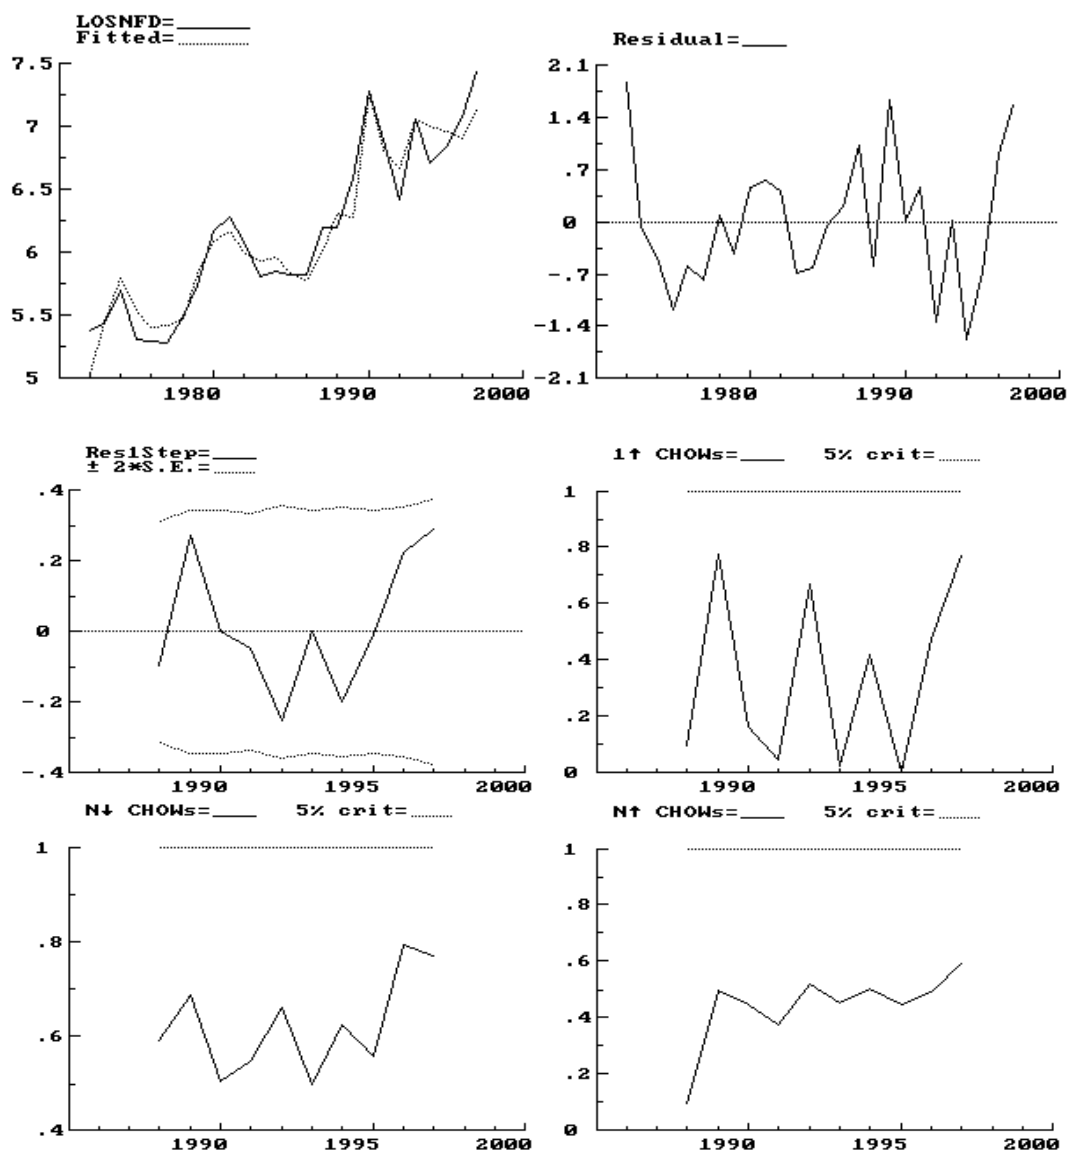 LOSNFD=
Fitted=
7.5
7
6.5
6
5.5
5
1980 1990 2000
Residual=
2.1
1.4
.7
0
-.7
-1.4
-2.1
1980 1990 2000
Res1Step=
± 2*S.E.=
.4
.2
0
-.2
-.4
1990 1995 2000
1↑ CHOWs= 5% crit=
1
.8
.6
.4
.2
0
1990 1995 2000
N↓ CHOWs= 5% crit=
1
.8
.6
.4
1990 1995 2000
N↑ CHOWs= 5% crit=
1
.8
.6
.4
.2
0
1990 1995 2000